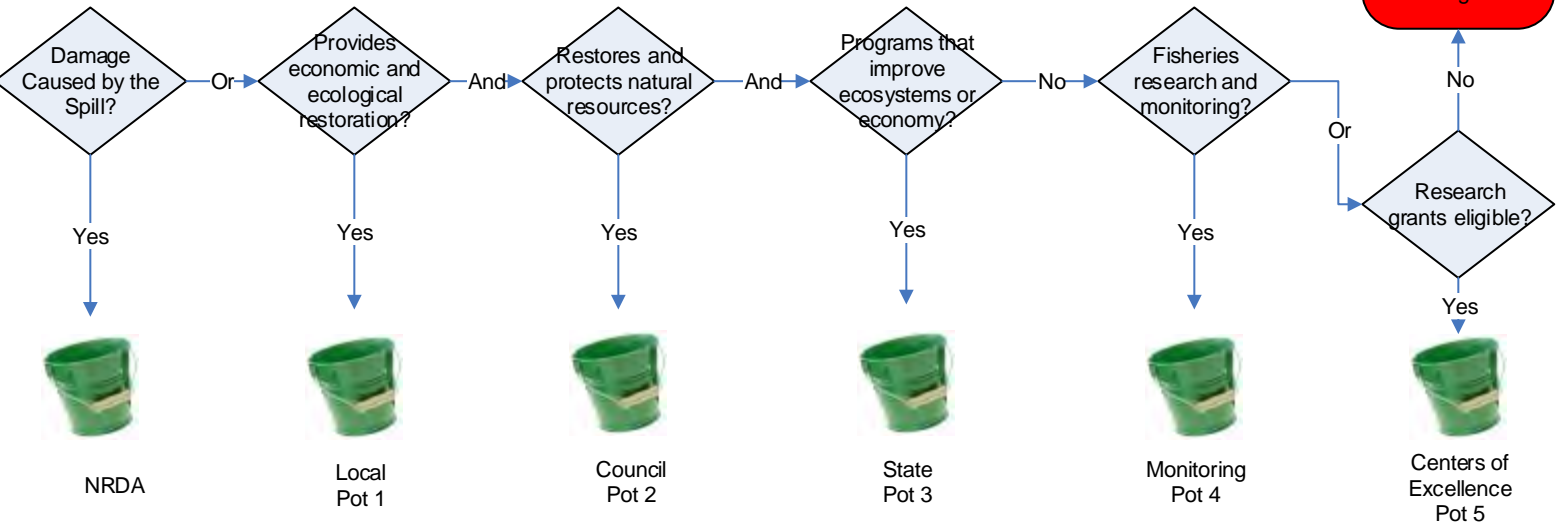 Damage
Caused by the
Spill?
Or
Provides
economic and
ecological
restoration?
And
Restores and
protects natural
resources?
And
Programs that
improve
ecosystems or
economy?
No
Fisheries
research and
monitoring?
Or
No
Research
grants eligible?
Yes
Yes
Yes
Yes
Yes
Yes
NRDA
Local
Pot 1
Council
Pot 2
State
Pot 3
Monitoring
Pot 4
Centers of
Excellence
Pot 5